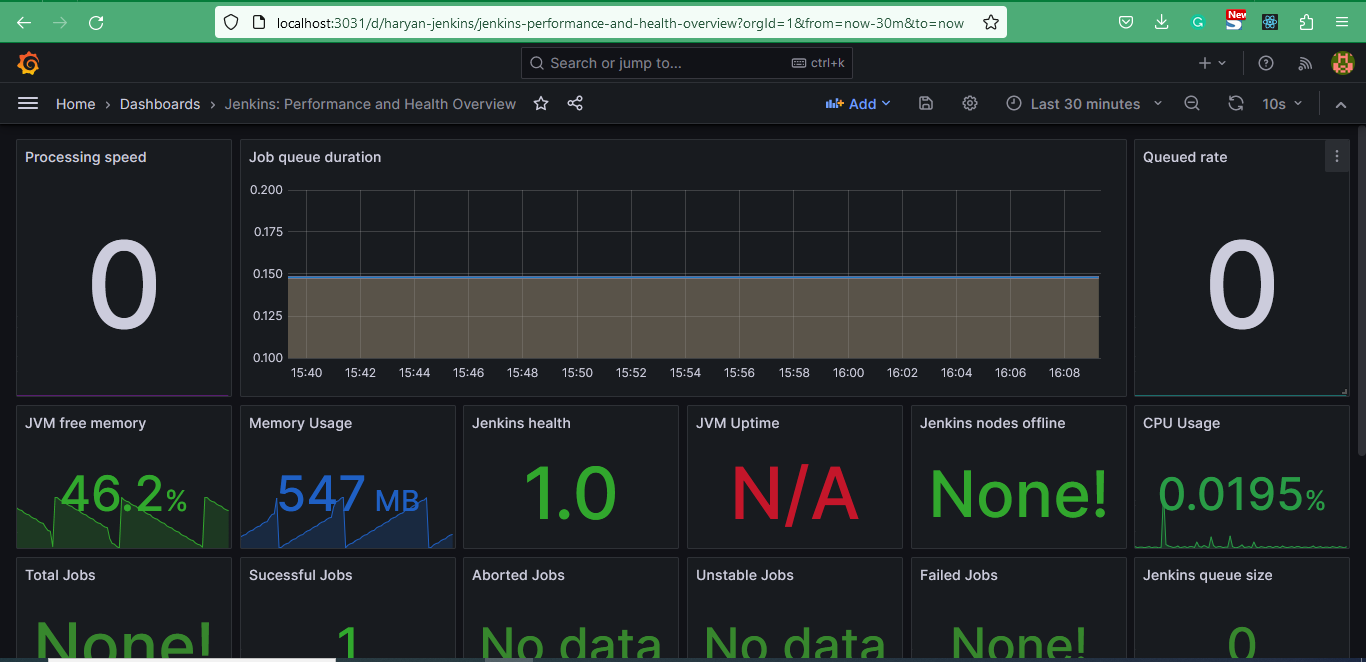 localhost:3031/d/haryan-jenkins/jenkins-performance-and-health-overview?orgId=1&from=now-30m&to=now
G
New
S
Search or jump to...
ctrl+k
Home › Dashboards › Jenkins: Performance and Health Overview
Add
Last 30 minutes
10s
Processing speed
0
Job queue duration
0.200
0.175
0.150
0.125
0.100
15:40 15:42 15:44 15:46 15:48 15:50 15:52 15:54 15:56 15:58 16:00 16:02 16:04 16:06 16:08
Queued rate
0
JVM free memory
46.2%
Memory Usage
547 MB
Jenkins health
1.0
JVM Uptime
N/A
Jenkins nodes offline
None!
CPU Usage
0.0195%
Total Jobs
None!
Sucessful Jobs
1
Aborted Jobs
No data
Unstable Jobs
No data
Failed Jobs
None!
Jenkins queue size
0